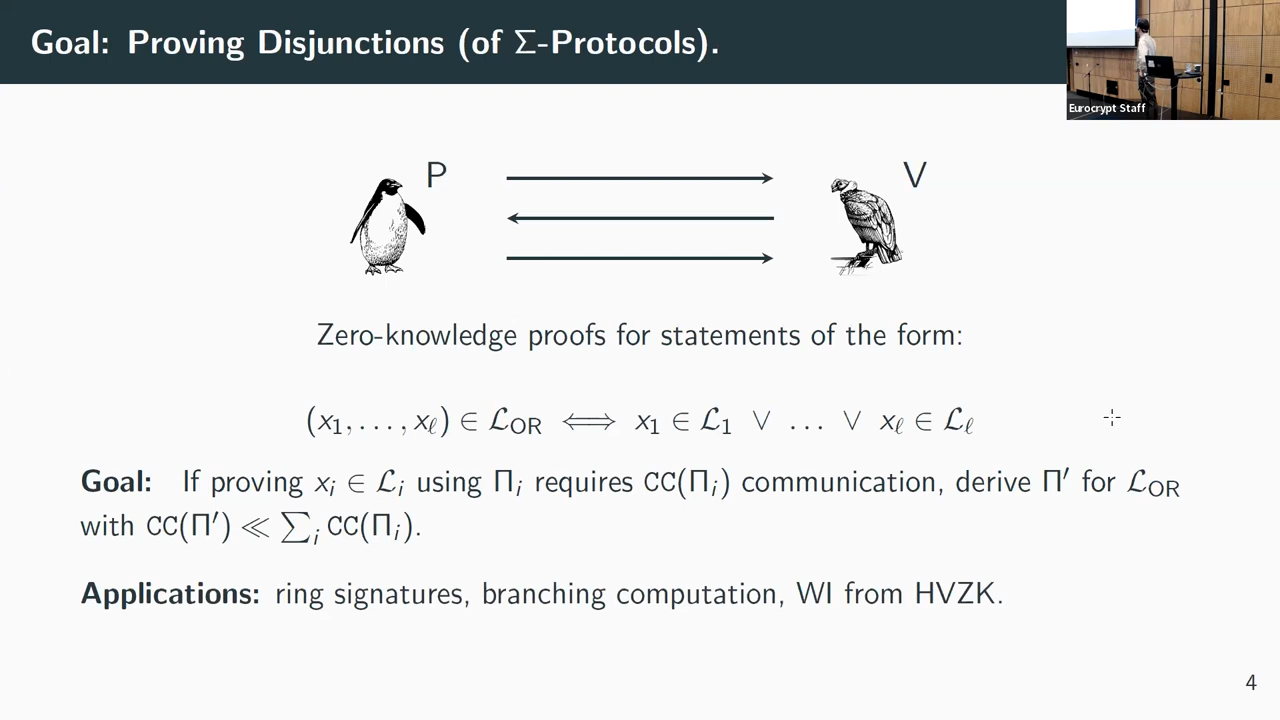 Goal: Proving Disjunctions (of Σ-Protocols).
Eurocrypt Staff
P
V
Zero-knowledge proofs for statements of the form:
(x₁, . . . , xℓ) ∈ ℒ_OR ⟺ x₁ ∈ ℒ₁ ∨ . . . ∨ xℓ ∈ ℒℓ
Goal: If proving xᵢ ∈ ℒᵢ using Πᵢ requires CC(Πᵢ) communication, derive Π′ for ℒ_OR
with CC(Π′) ≪ ∑ᵢ CC(Πᵢ).
Applications: ring signatures, branching computation, WI from HVZK.
4